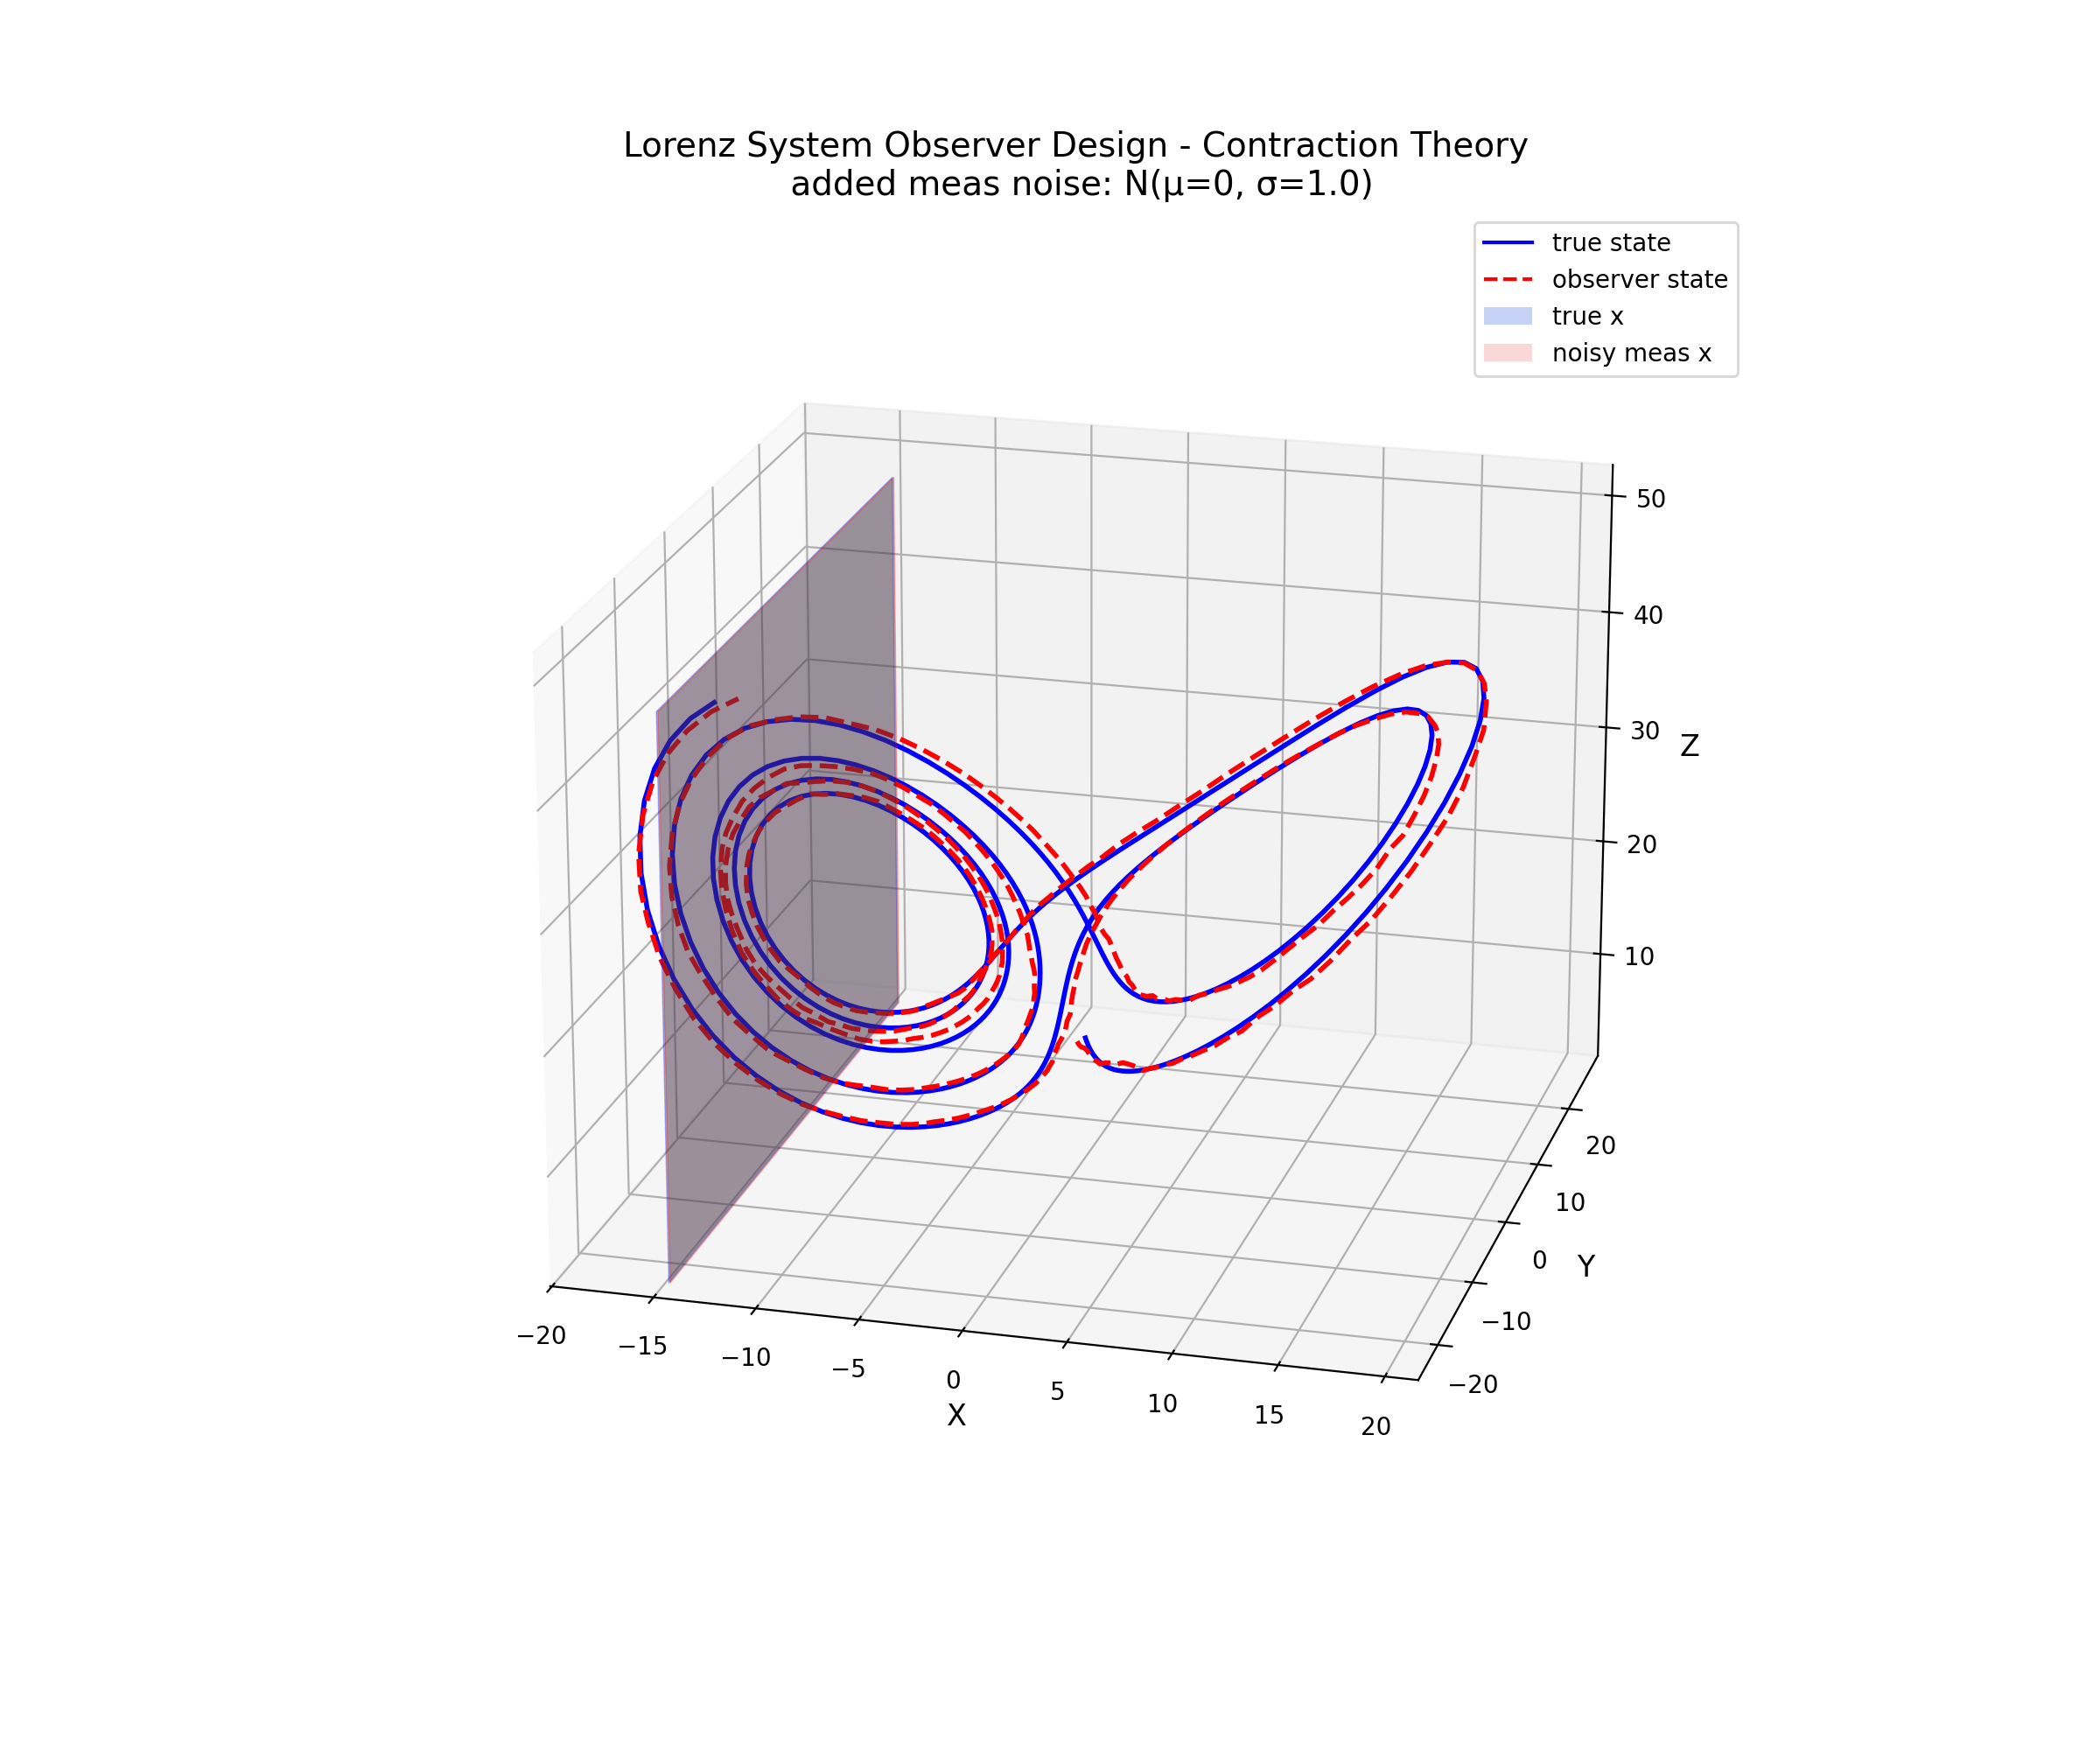 Lorenz System Observer Design - Contraction Theory
added meas noise: N(μ=0, σ=1.0)
true state
observer state
true x
noisy meas x
50
40
30
Z
20
10
20
10
0
Y
−10
−20
−20
−15
−10
−5
0
5
10
15
20
X